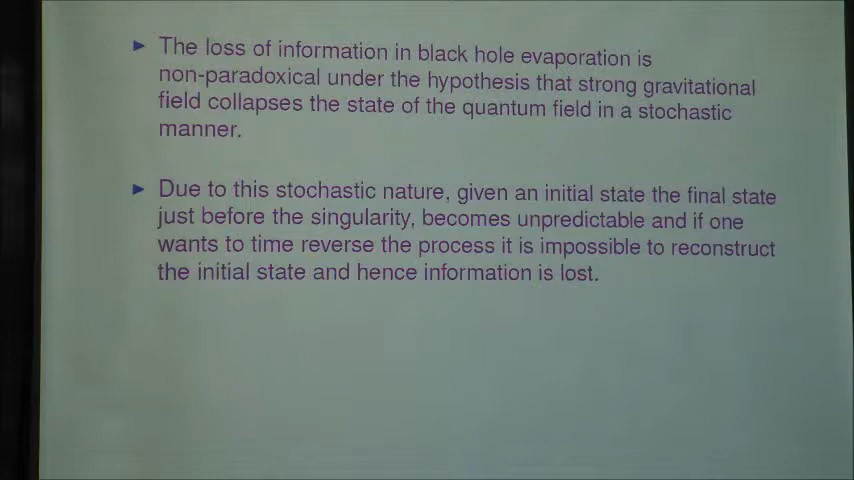 ► The loss of information in black hole evaporation is
non-paradoxical under the hypothesis that strong gravitational
field collapses the state of the quantum field in a stochastic
manner.
► Due to this stochastic nature, given an initial state the final state
just before the singularity, becomes unpredictable and if one
wants to time reverse the process it is impossible to reconstruct
the initial state and hence information is lost.